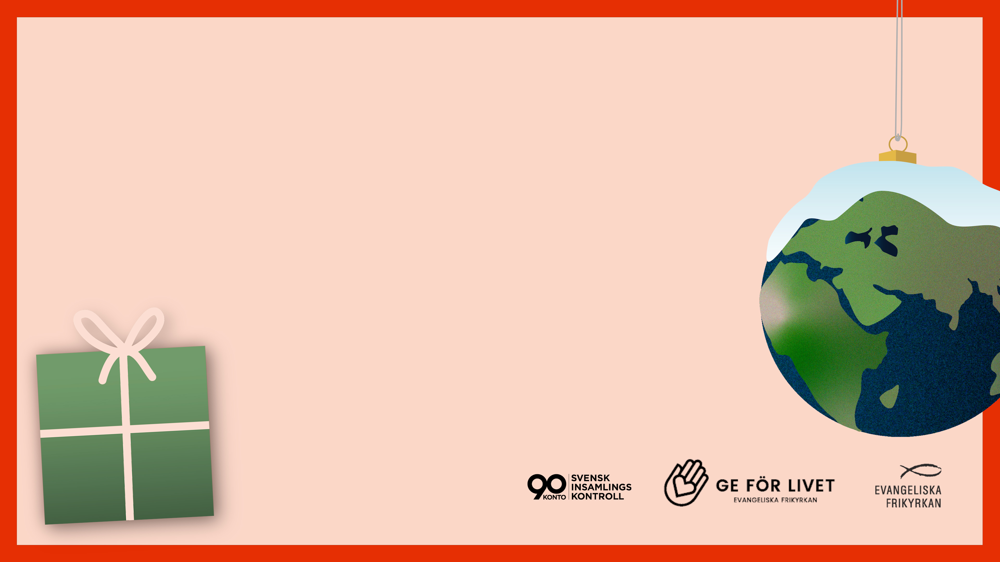 90
KONTO
SVENSK
INSAMLINGS
KONTROLL
GE FÖR LIVET
EVANGELISKA FRIKYRKAN
EVANGELISKA
FRIKYRKAN